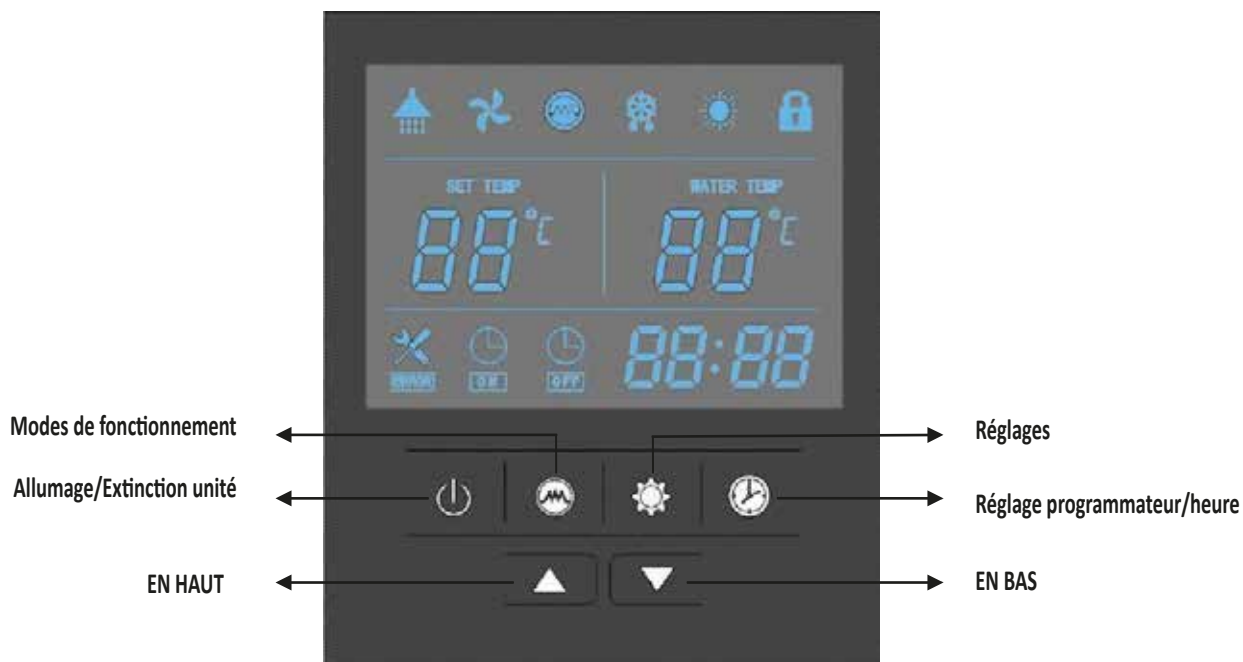 SET TEMP
WATER TEMP
88°C
88°C
ERROR
ON
OFF
88:88
Modes de fonctionnement
Réglages
Allumage/Extinction unité
Réglage programmateur/heure
EN HAUT
EN BAS